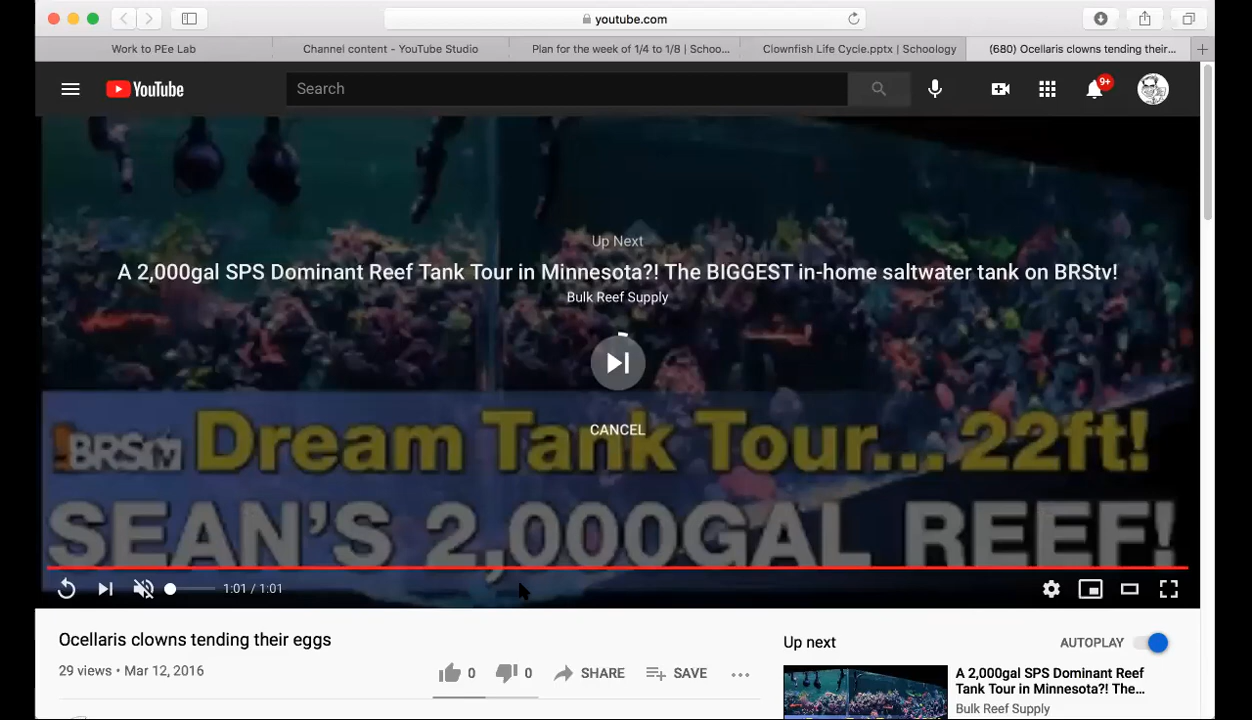 youtube.com
Work to PEe Lab
Channel content - YouTube Studio
Plan for the week of 1/4 to 1/8 | Schoo...
Clownfish Life Cycle.pptx | Schoology
(680) Ocellaris clowns tending their...
YouTube
Search
9+
Up Next
A 2,000gal SPS Dominant Reef Tank Tour in Minnesota?! The BIGGEST in-home saltwater tank on BRStv!
Bulk Reef Supply
CANCEL
BRStv Dream Tank Tour... 22ft!
SEAN'S 2,000GAL REEF!
1:01 / 1:01
Ocellaris clowns tending their eggs
29 views • Mar 12, 2016
0
0
SHARE
SAVE
Up next
AUTOPLAY
A 2,000gal SPS Dominant Reef
Tank Tour in Minnesota?! The...
Bulk Reef Supply